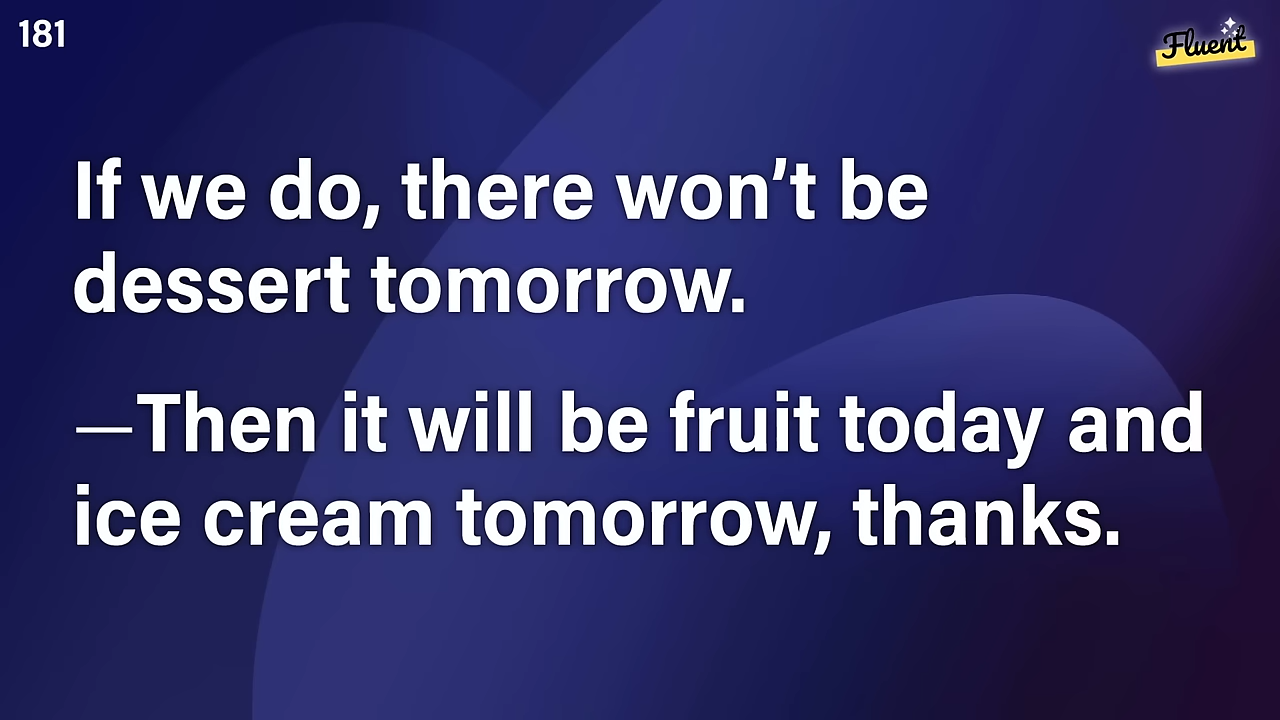 181
Fluent
If we do, there won’t be
dessert tomorrow.
—Then it will be fruit today and
ice cream tomorrow, thanks.